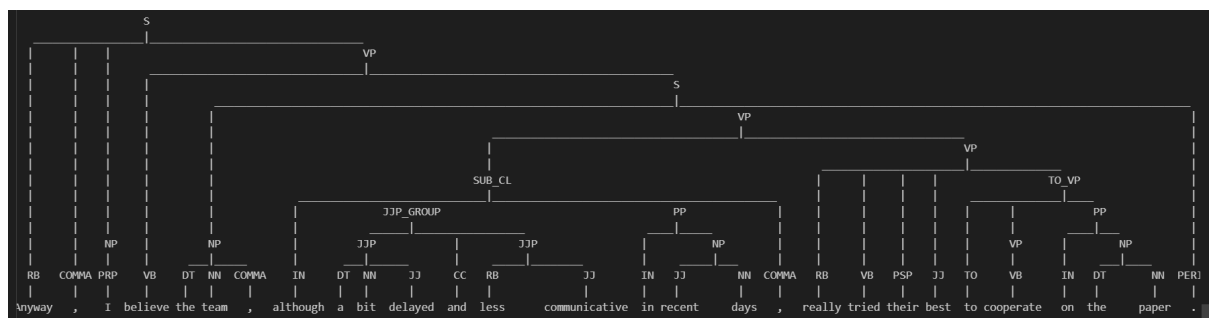 S
VP
S
VP
VP
SUB_CL TO_VP
JJP_GROUP PP PP
NP NP JJP JJP NP VP NP
RB COMMA PRP VB DT NN COMMA IN DT NN JJ CC RB JJ IN JJ NN COMMA RB VB PSP JJ TO VB IN DT NN PERI
Anyway , I believe the team , although a bit delayed and less communicative in recent days , really tried their best to cooperate on the paper .